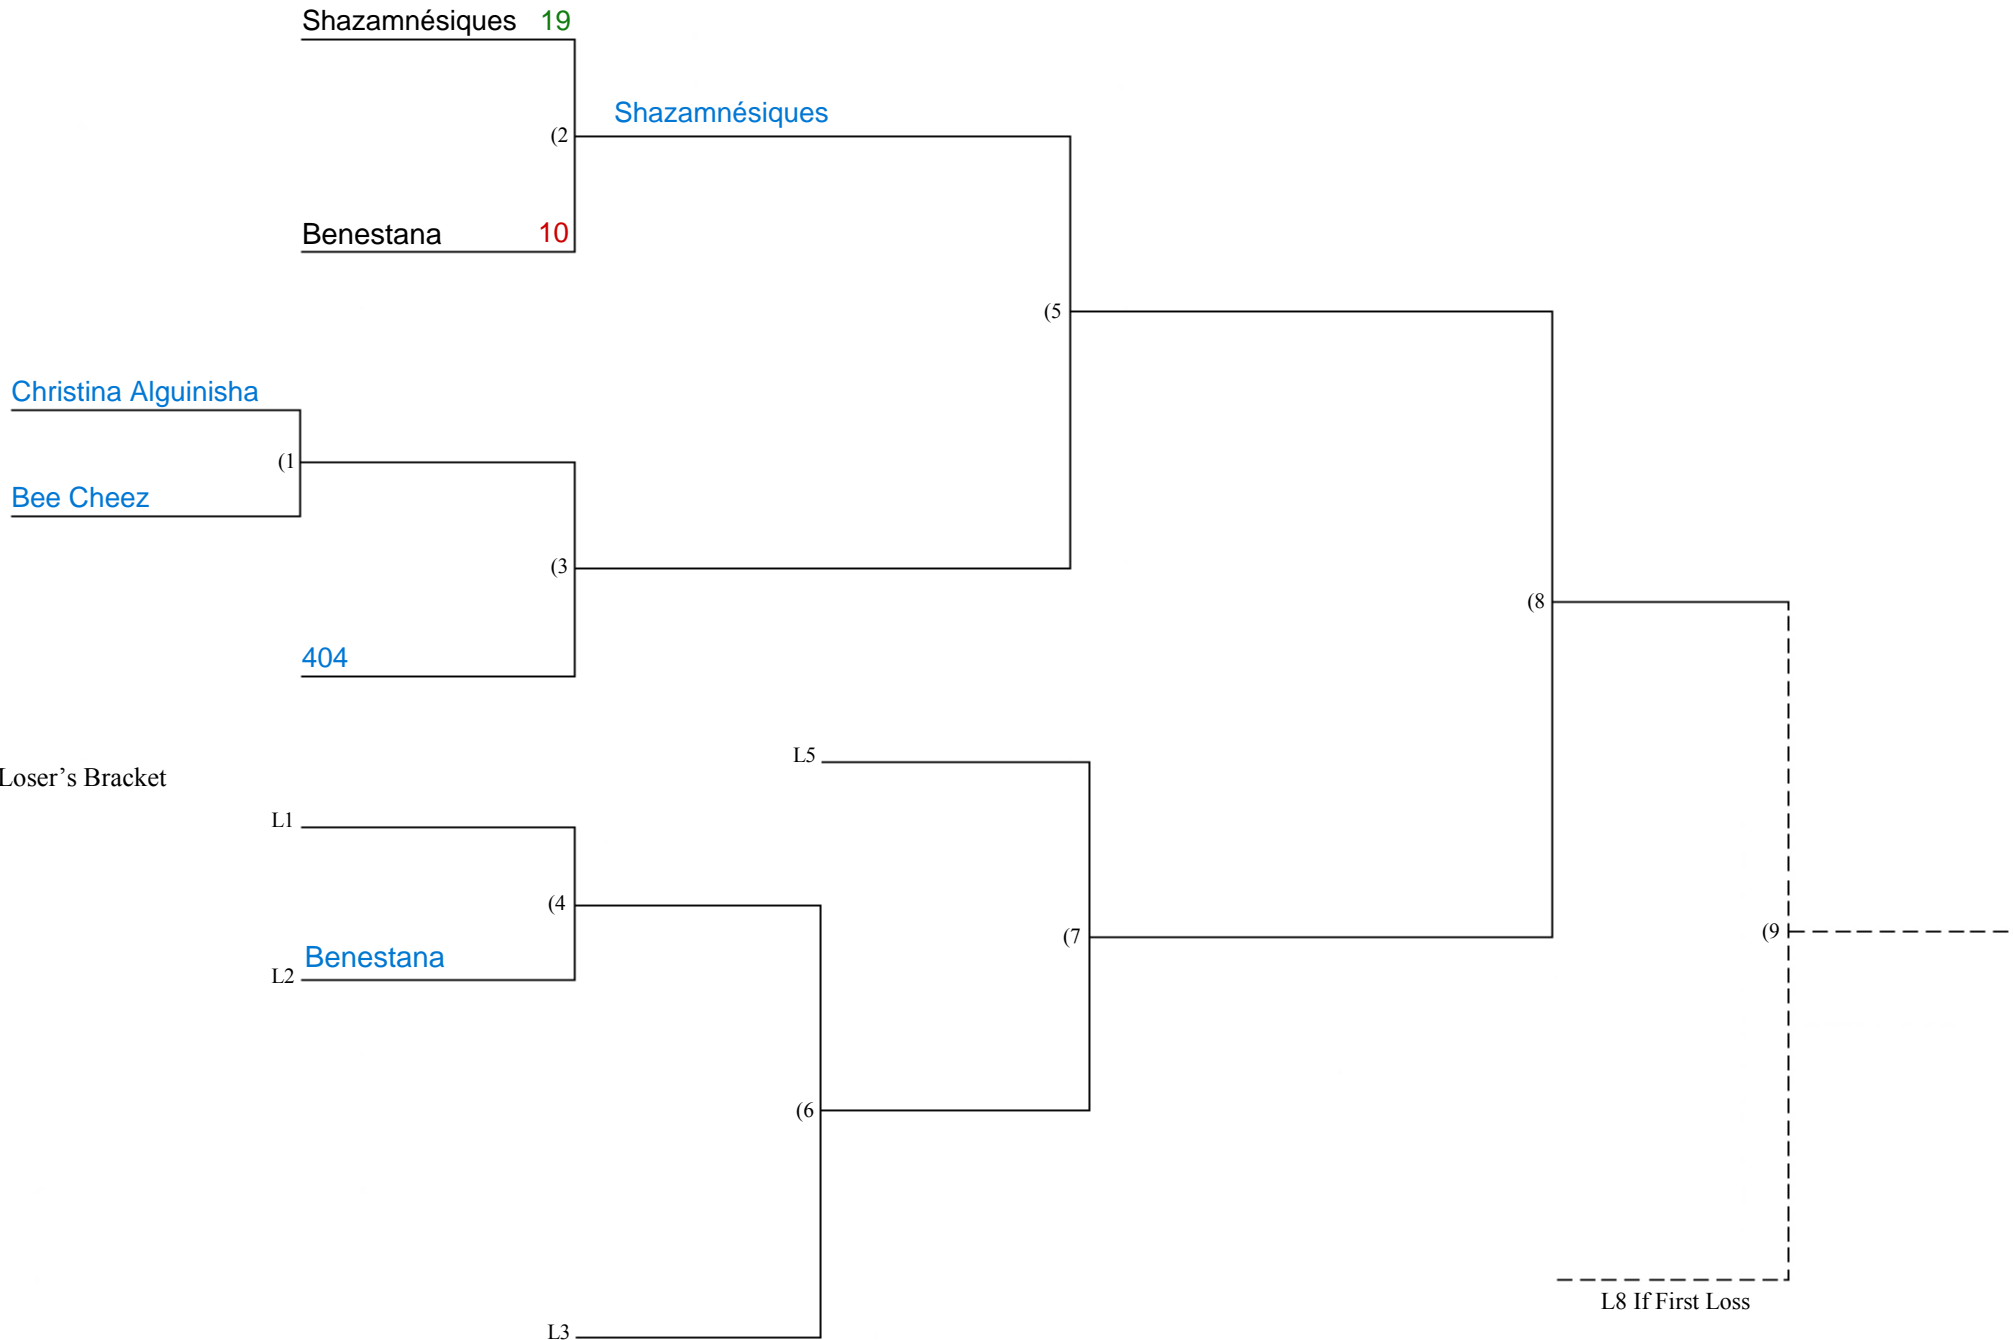 Shazamnésiques 19
Shazamnésiques
(2
Benestana 10
(5
Christina Alguinisha
(1
Bee Cheez
(3
(8
404
L5
Loser's Bracket
L1
(4
(7
(9
Benestana
L2
(6
L8 If First Loss
L3